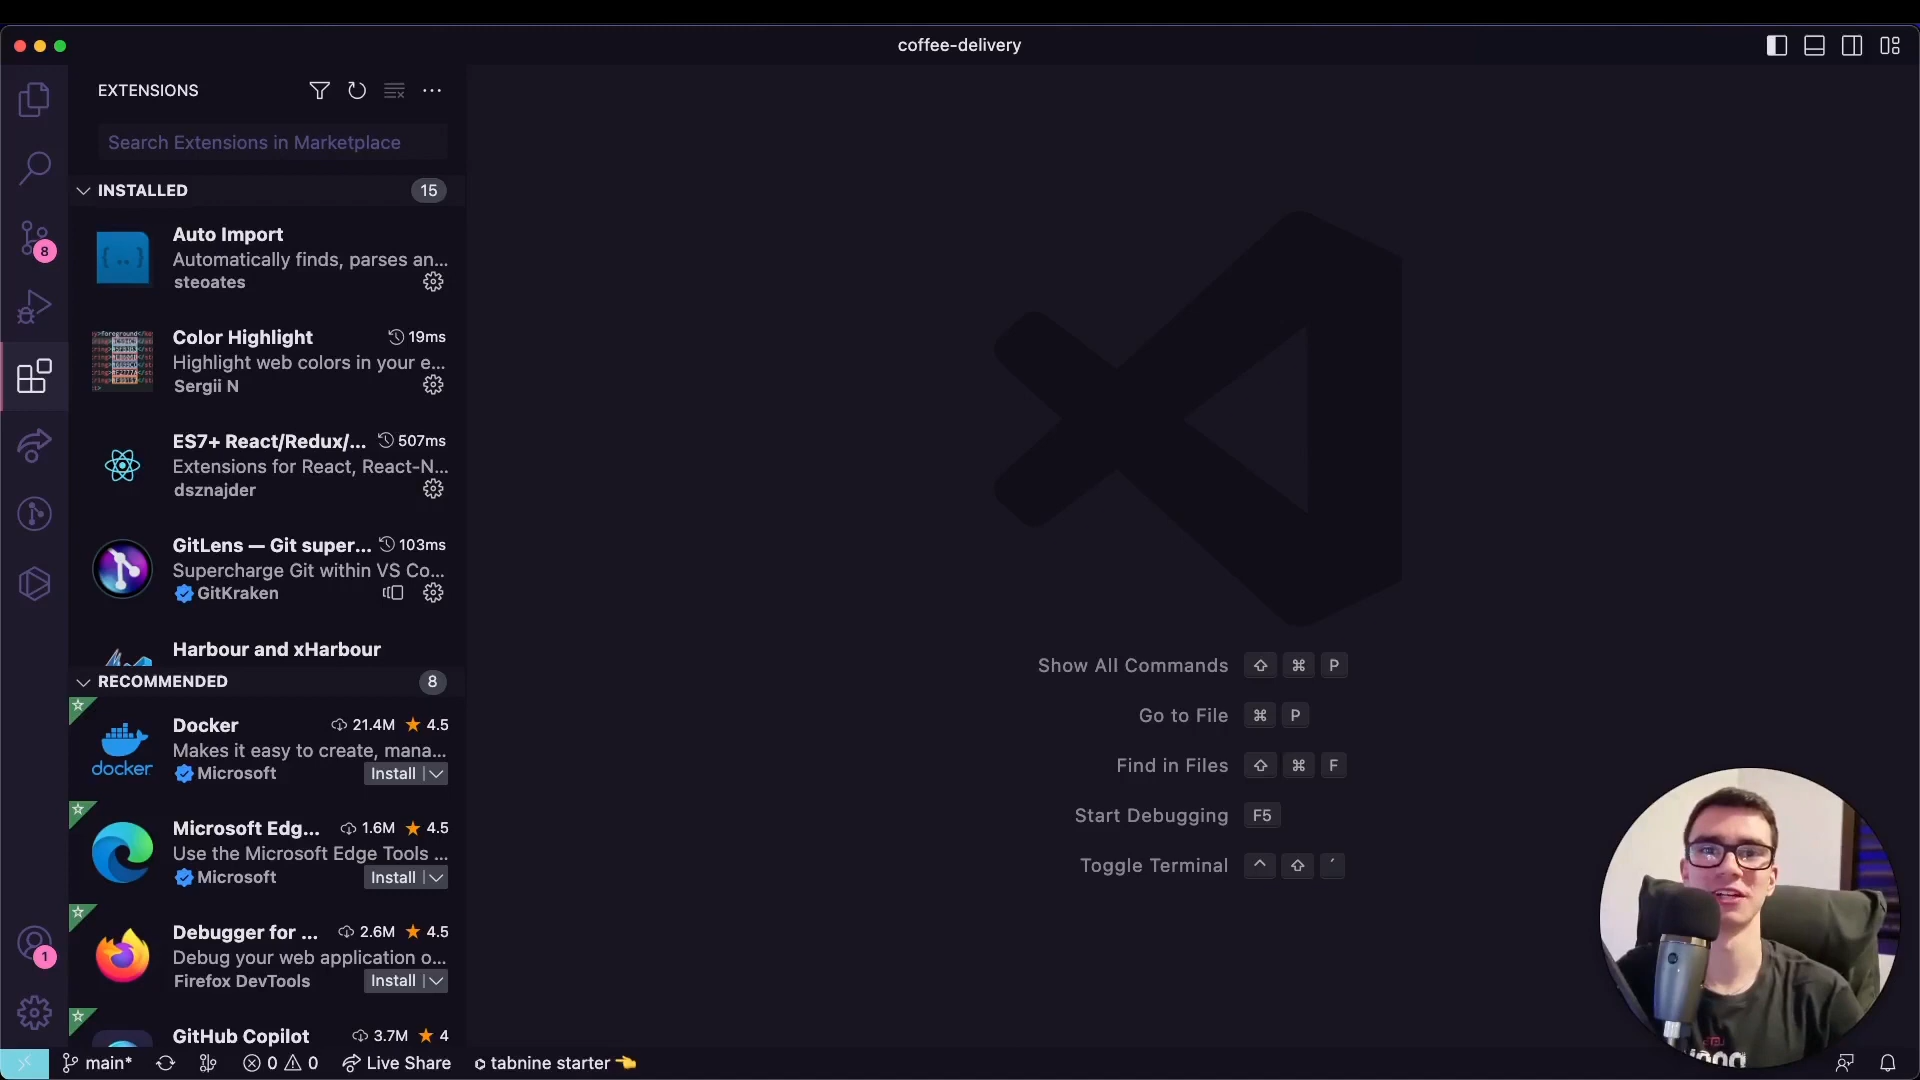 coffee-delivery
EXTENSIONS
Search Extensions in Marketplace
INSTALLED 15
Auto Import
Automatically finds, parses an...
steoates
Color Highlight 19ms
Highlight web colors in your e...
Sergii N
ES7+ React/Redux/... 507ms
Extensions for React, React-N...
dsznajder
GitLens — Git super... 103ms
Supercharge Git within VS Co...
GitKraken
Harbour and xHarbour
RECOMMENDED 8
Docker 21.4M ★ 4.5
Makes it easy to create, mana...
docker
Microsoft Install
Microsoft Edg... 1.6M ★ 4.5
Use the Microsoft Edge Tools ...
Microsoft Install
Debugger for ... 2.6M ★ 4.5
Debug your web application o...
Firefox DevTools Install
GitHub Copilot 3.7M ★ 4
8
1
Show All Commands ⇧ ⌘ P
Go to File ⌘ P
Find in Files ⇧ ⌘ F
Start Debugging F5
Toggle Terminal ^ ⇧ ´
main* 0 0 Live Share tabnine starter 👈